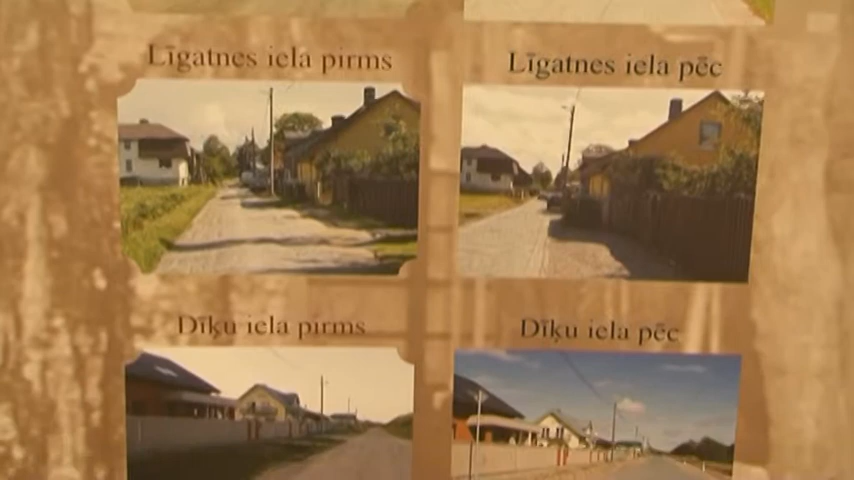 Līgatnes iela pirms
Līgatnes iela pēc
Dīķu iela pirms
Dīķu iela pēc